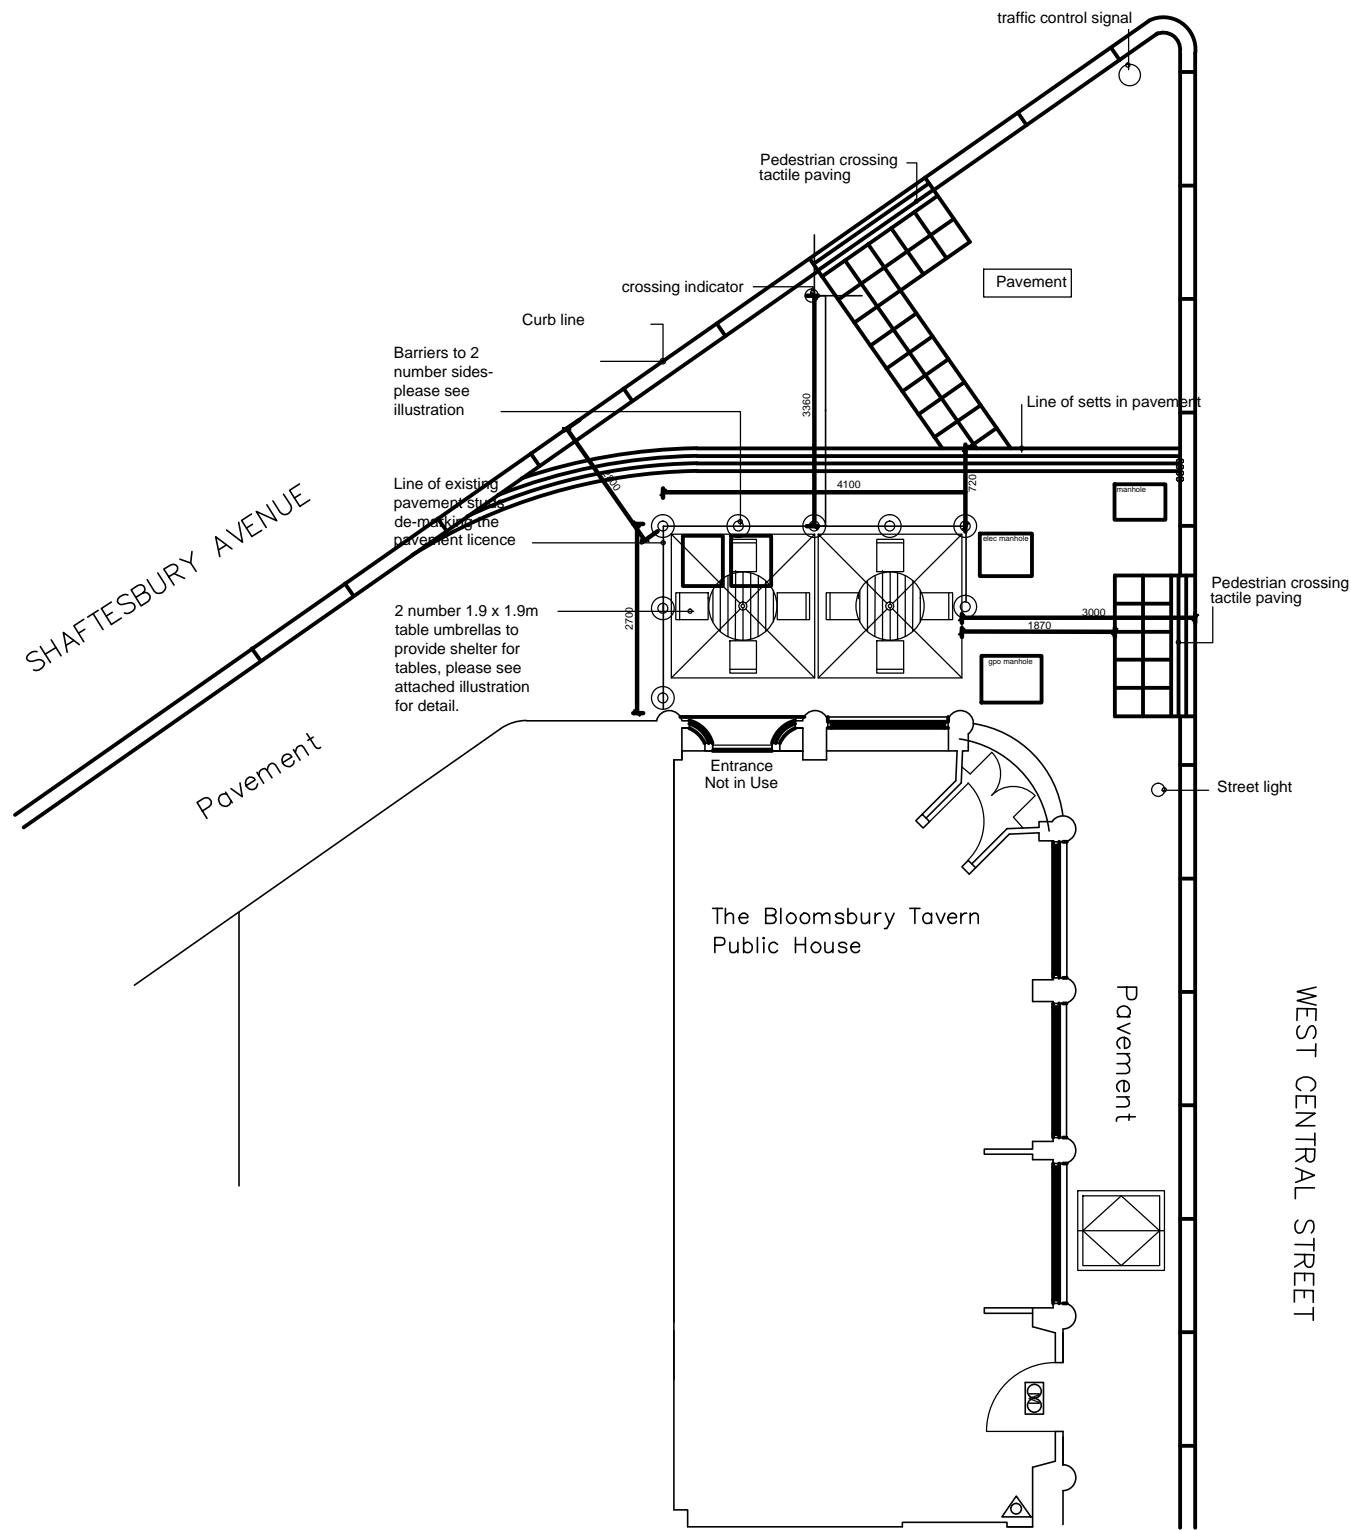 traffic control signal
Pedestrian crossing
tactile paving
Pavement
crossing indicator
Curb line
Barriers to 2
number sides-
please see
illustration
3360
Line of setts in pavement
Line of existing
pavement studs
de-marking the
pavement licence
4100
720
manhole
elec manhole
SHAFTESBURY AVENUE
2 number 1.9 x 1.9m
table umbrellas to
provide shelter for
tables, please see
attached illustration
for detail.
2700
3000
1870
Pedestrian crossing
tactile paving
gpo manhole
Pavement
Entrance
Not in Use
Street light
The Bloomsbury Tavern
Public House
Pavement
WEST CENTRAL STREET